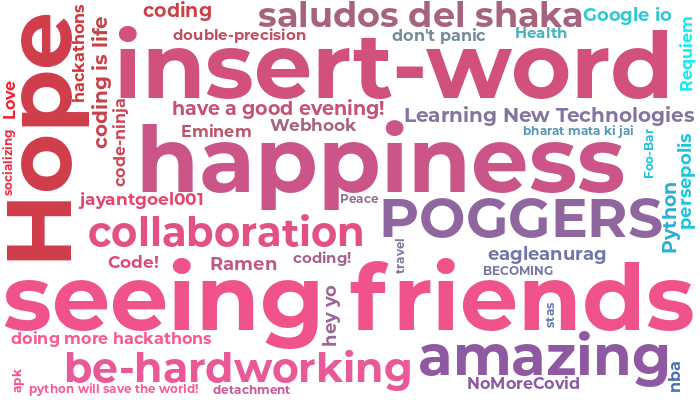 coding
saludos del shaka
Google io
Hope
hackathons
coding is life
double-precision
don't panic
Health
Requiem
insert-word
Love
have a good evening!
Learning New Technologies
code-ninja
Eminem
Webhook
bharat mata ki jai
socializing
happiness
Foo-Bar
persepolis
jayantgoel001
Peace
POGGERS
Python
collaboration
travel
eagleanurag
Code!
Ramen
coding!
BECOMING
seeing friends
hey yo
stas
doing more hackathons
amazing
be-hardworking
apk
NoMoreCovid
nba
python will save the world!
detachment